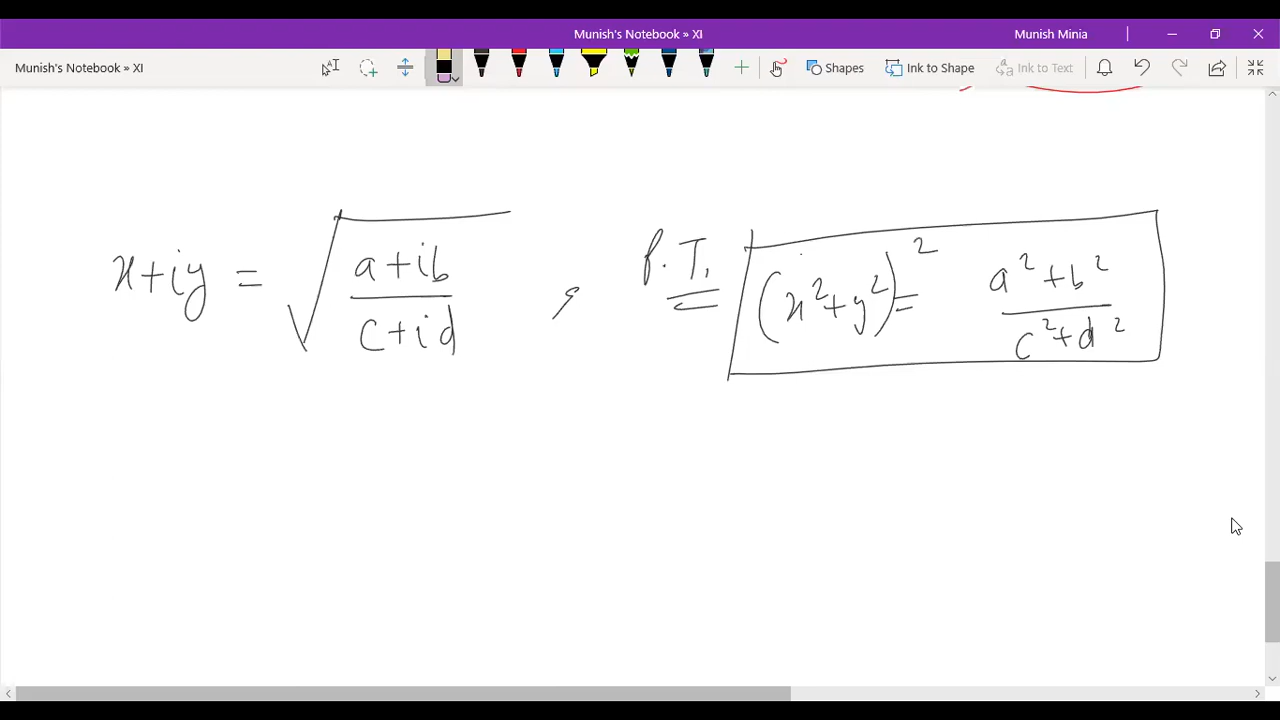 Munish's Notebook » XI
Munish Minia
Munish's Notebook » XI
Shapes
Ink to Shape
Ink to Text
x+iy = √((a+ib)/(c+id)) , P.T. (x²+y²)² = (a²+b²)/(c²+d²)